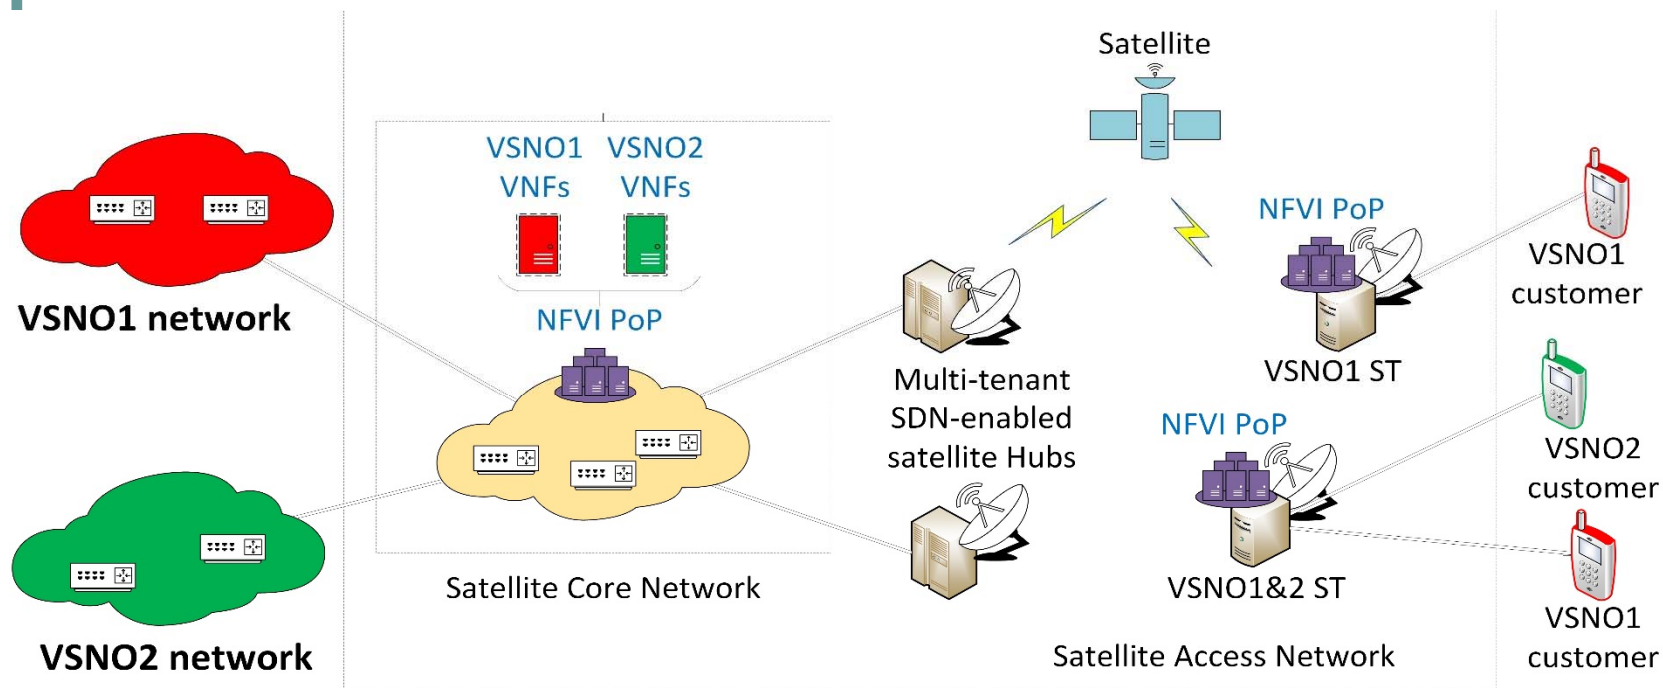 Satellite
VSNO1 VSNO2
VNFs VNFs
NFVI PoP
VSNO1 network
NFVI PoP
VSNO1
customer
VSNO1 ST
Multi-tenant
SDN-enabled
satellite Hubs
NFVI PoP
VSNO2
customer
VSNO2 network
Satellite Core Network
VSNO1&2 ST
Satellite Access Network
VSNO1
customer